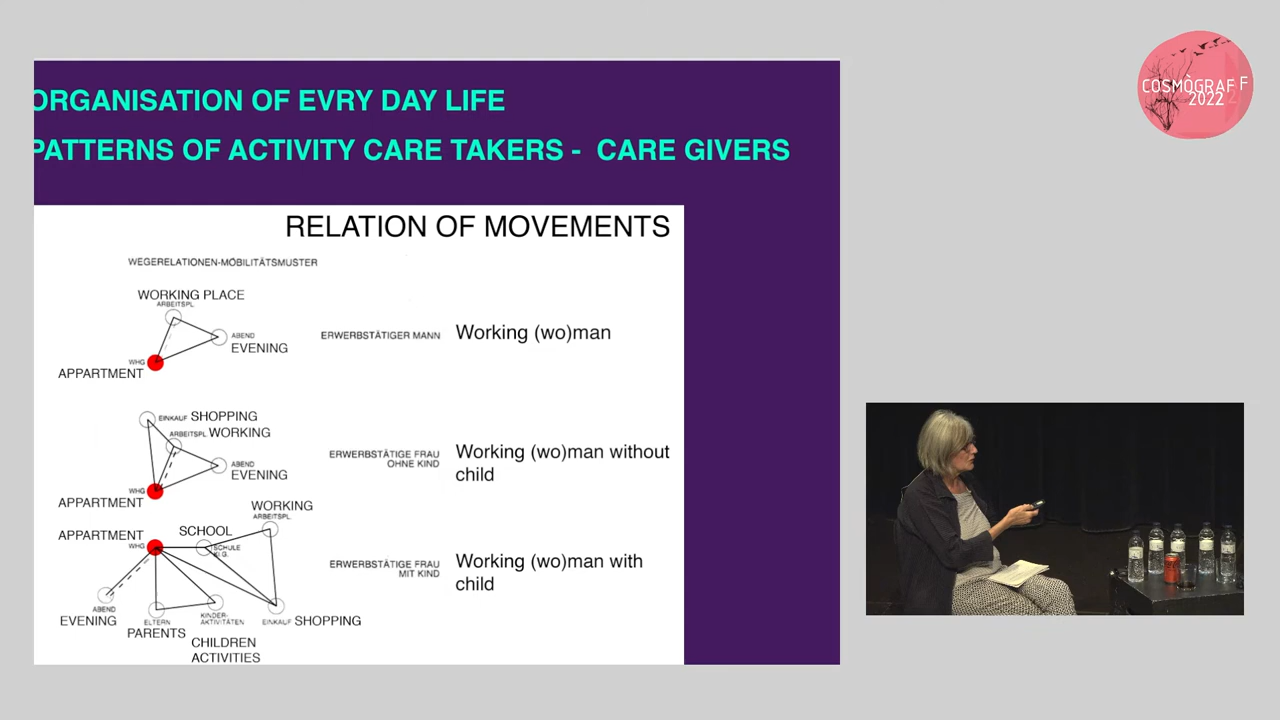 ORGANISATION OF EVRY DAY LIFE
PATTERNS OF ACTIVITY CARE TAKERS - CARE GIVERS
RELATION OF MOVEMENTS
WEGERELATIONEN-MOBILITÄTSMUSTER
WORKING PLACE
ARBEITSPL.
ABEND
EVENING
WHG
APPARTMENT
ERWERBSTÄTIGER MANN
Working (wo)man
EINKAUF SHOPPING
ARBEITSPL. WORKING
ABEND
EVENING
WHG
APPARTMENT
ERWERBSTÄTIGE FRAU
OHNE KIND
Working (wo)man without
child
WORKING
ARBEITSPL.
APPARTMENT
WHG.
SCHOOL
SCHULE
KI.G.
ABEND
EVENING
ELTERN
PARENTS
KINDER-
AKTIVITÄTEN
CHILDREN
ACTIVITIES
EINKAUF SHOPPING
ERWERBSTÄTIGE FRAU
MIT KIND
Working (wo)man with
child
COSMÒGRAF F
2022